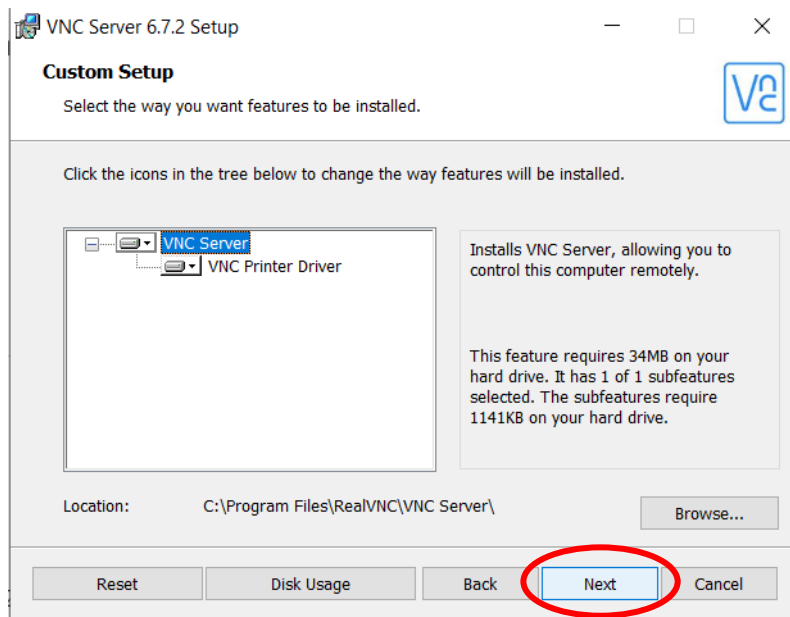 VNC Server 6.7.2 Setup
Custom Setup
Select the way you want features to be installed.
Click the icons in the tree below to change the way features will be installed.
VNC Server
VNC Printer Driver
Installs VNC Server, allowing you to
control this computer remotely.
This feature requires 34MB on your
hard drive. It has 1 of 1 subfeatures
selected. The subfeatures require
1141KB on your hard drive.
Location: C:\Program Files\RealVNC\VNC Server\
Browse...
Reset Disk Usage Back Next Cancel